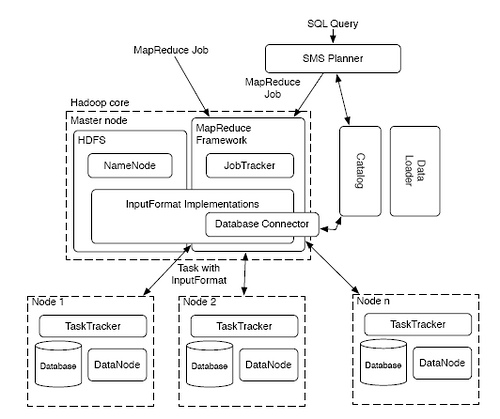 SQL Query
SMS Planner
MapReduce Job
MapReduce
Job
Hadoop core
Master node
HDFS
MapReduce
Framework
NameNode
JobTracker
InputFormat Implementations
Database Connector
Catalog
Data
Loader
Task with
InputFormat
Node 1
TaskTracker
Database
DataNode
Node 2
TaskTracker
Database
DataNode
Node n
TaskTracker
Database
DataNode